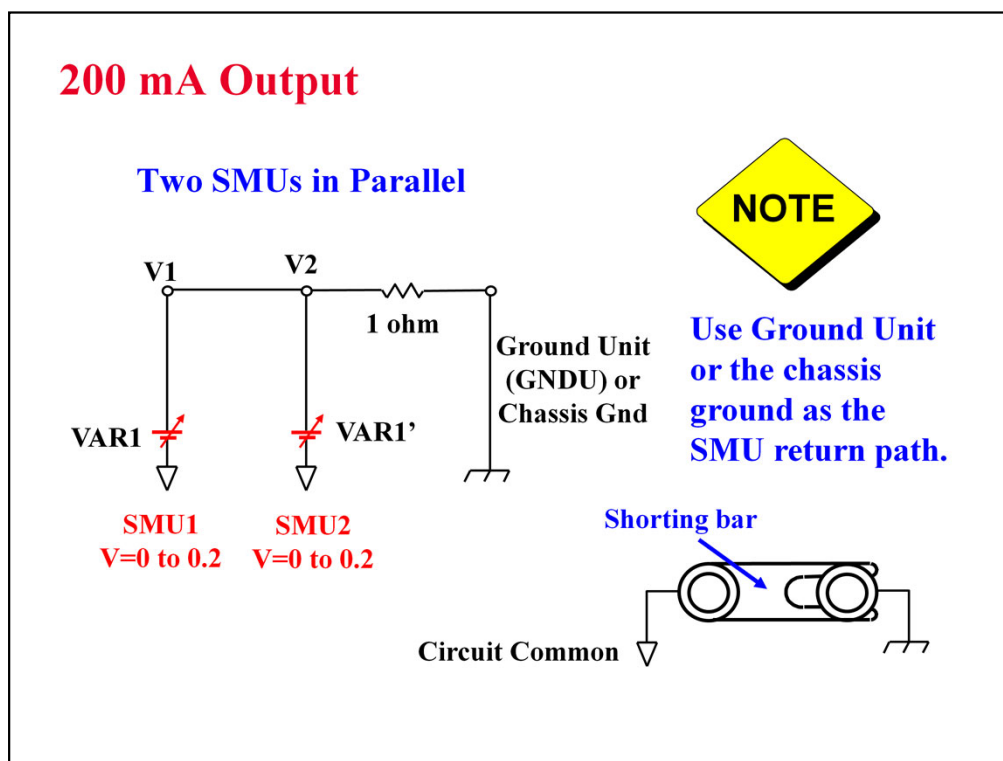 200 mA Output
Two SMUs in Parallel
NOTE
V1
V2
1 ohm
Ground Unit
(GNDU) or
Chassis Gnd
VAR1
VAR1’
SMU1
V=0 to 0.2
SMU2
V=0 to 0.2
Use Ground Unit
or the chassis
ground as the
SMU return path.
Shorting bar
Circuit Common